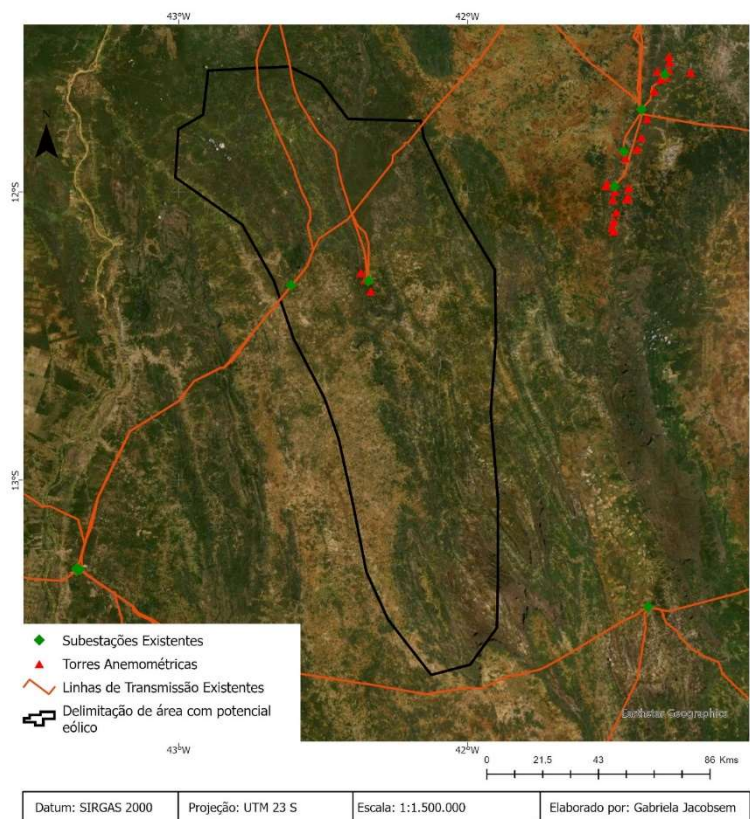 43°W
42°W
N
12°S
13°S
Subestações Existentes
Torres Anemométricas
Linhas de Transmissão Existentes
Delimitação de área com potencial
eólico
Earthstar Geographics
43°W
42°W
0 21.5 43 86 Kms
Datum: SIRGAS 2000 Projeção: UTM 23 S Escala: 1:1.500.000 Elaborado por: Gabriela Jacobsem